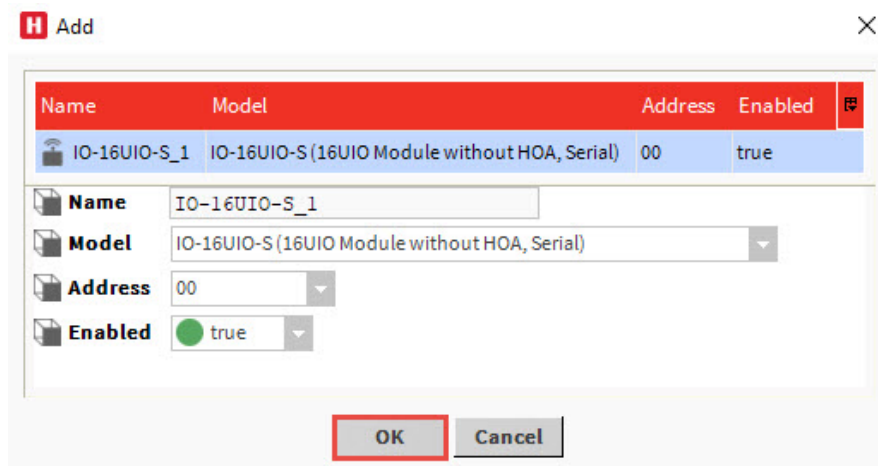 H Add
Name Model Address Enabled
IO-16UIO-S_1 IO-16UIO-S (16UIO Module without HOA, Serial) 00 true
Name IO-16UIO-S_1
Model IO-16UIO-S (16UIO Module without HOA, Serial)
Address 00
Enabled true
OK Cancel